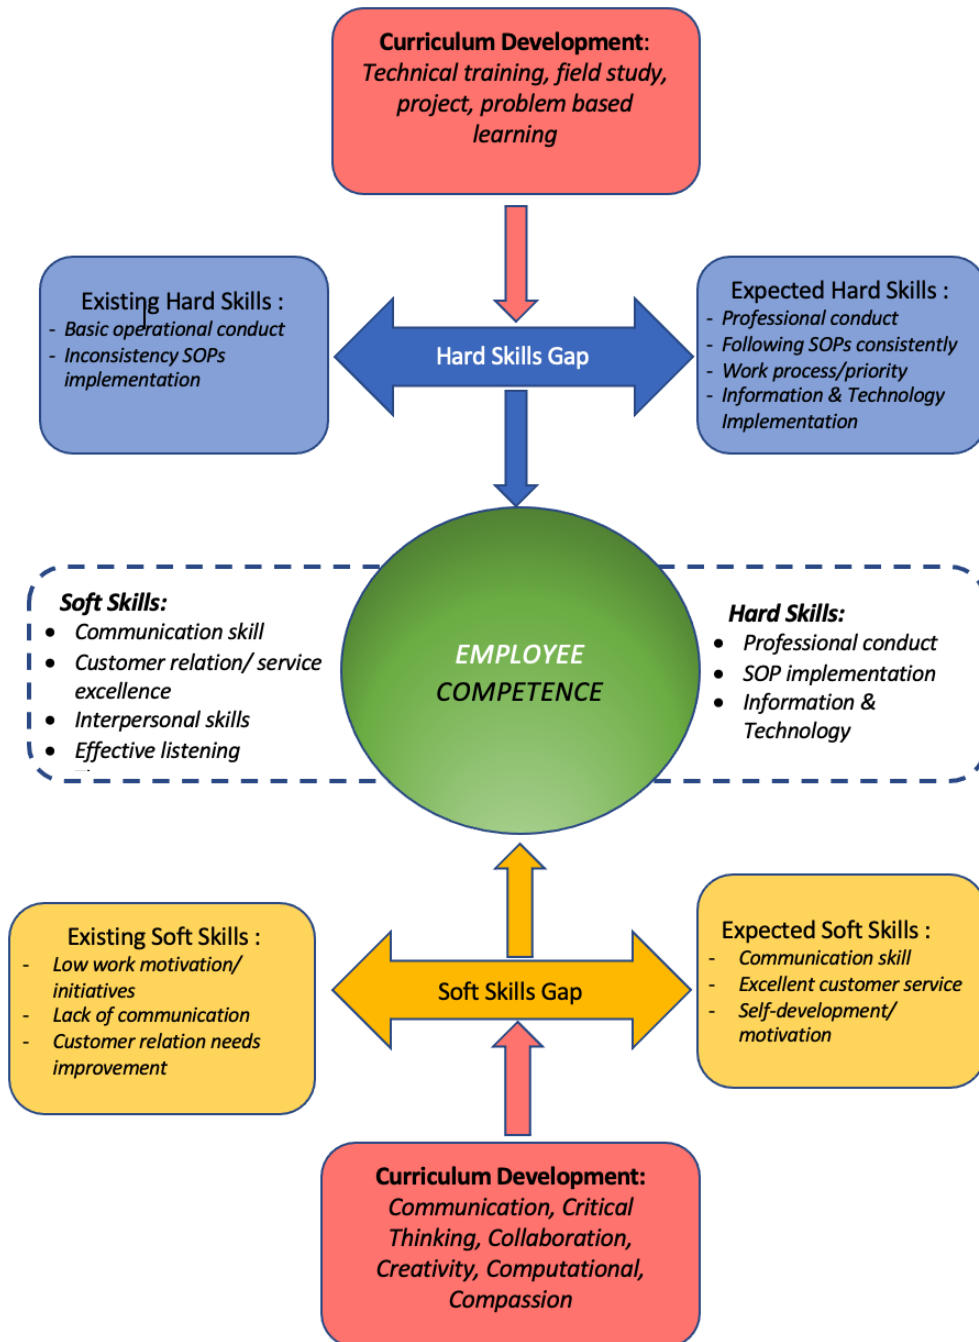 Curriculum Development:
Technical training, field study,
project, problem based
learning
Existing Hard Skills :
- Basic operational conduct
- Inconsistency SOPs
implementation
Hard Skills Gap
Expected Hard Skills :
- Professional conduct
- Following SOPs consistently
- Work process/priority
- Information & Technology
Implementation
Soft Skills:
• Communication skill
• Customer relation/ service
excellence
• Interpersonal skills
• Effective listening
EMPLOYEE
COMPETENCE
Hard Skills:
• Professional conduct
• SOP implementation
• Information &
Technology
Existing Soft Skills :
- Low work motivation/
initiatives
- Lack of communication
- Customer relation needs
improvement
Soft Skills Gap
Expected Soft Skills :
- Communication skill
- Excellent customer service
- Self-development/
motivation
Curriculum Development:
Communication, Critical
Thinking, Collaboration,
Creativity, Computational,
Compassion